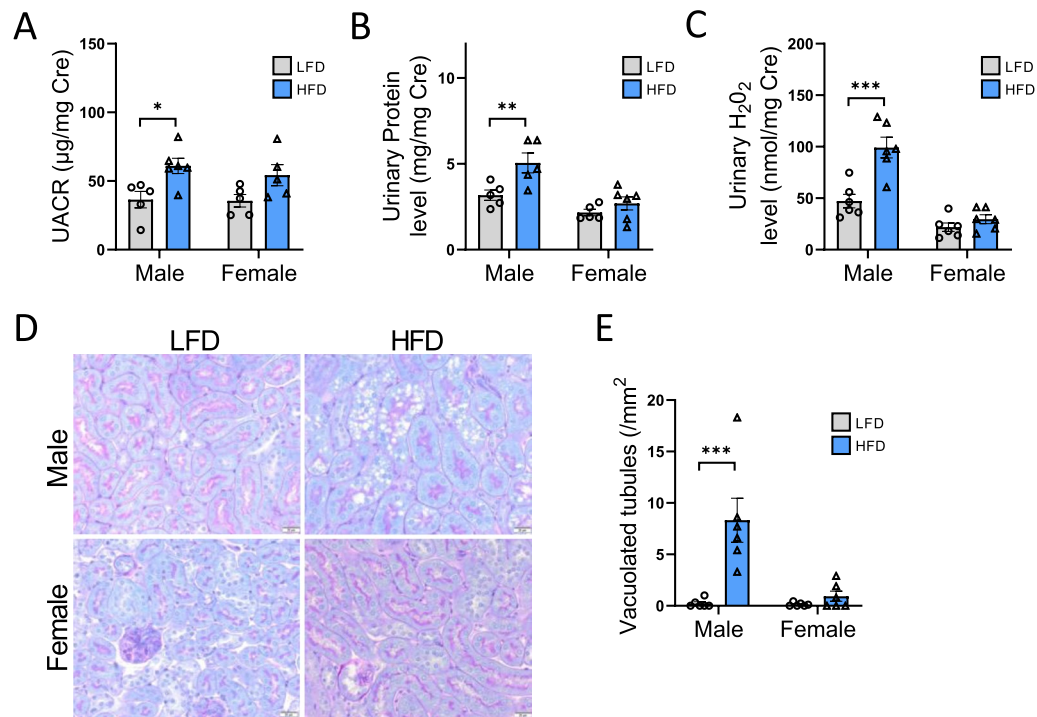 A
UACR (µg/mg Cre)
150
100
50
0
*
LFD
HFD
Male
Female
B
Urinary Protein
level (mg/mg Cre)
10
5
0
**
LFD
HFD
Male
Female
C
Urinary H₂0₂
level (nmol/mg Cre)
200
150
100
50
0
***
LFD
HFD
Male
Female
D
LFD
HFD
Male
Female
E
Vacuolated tubules (/mm²
20
15
10
5
0
***
LFD
HFD
Male
Female